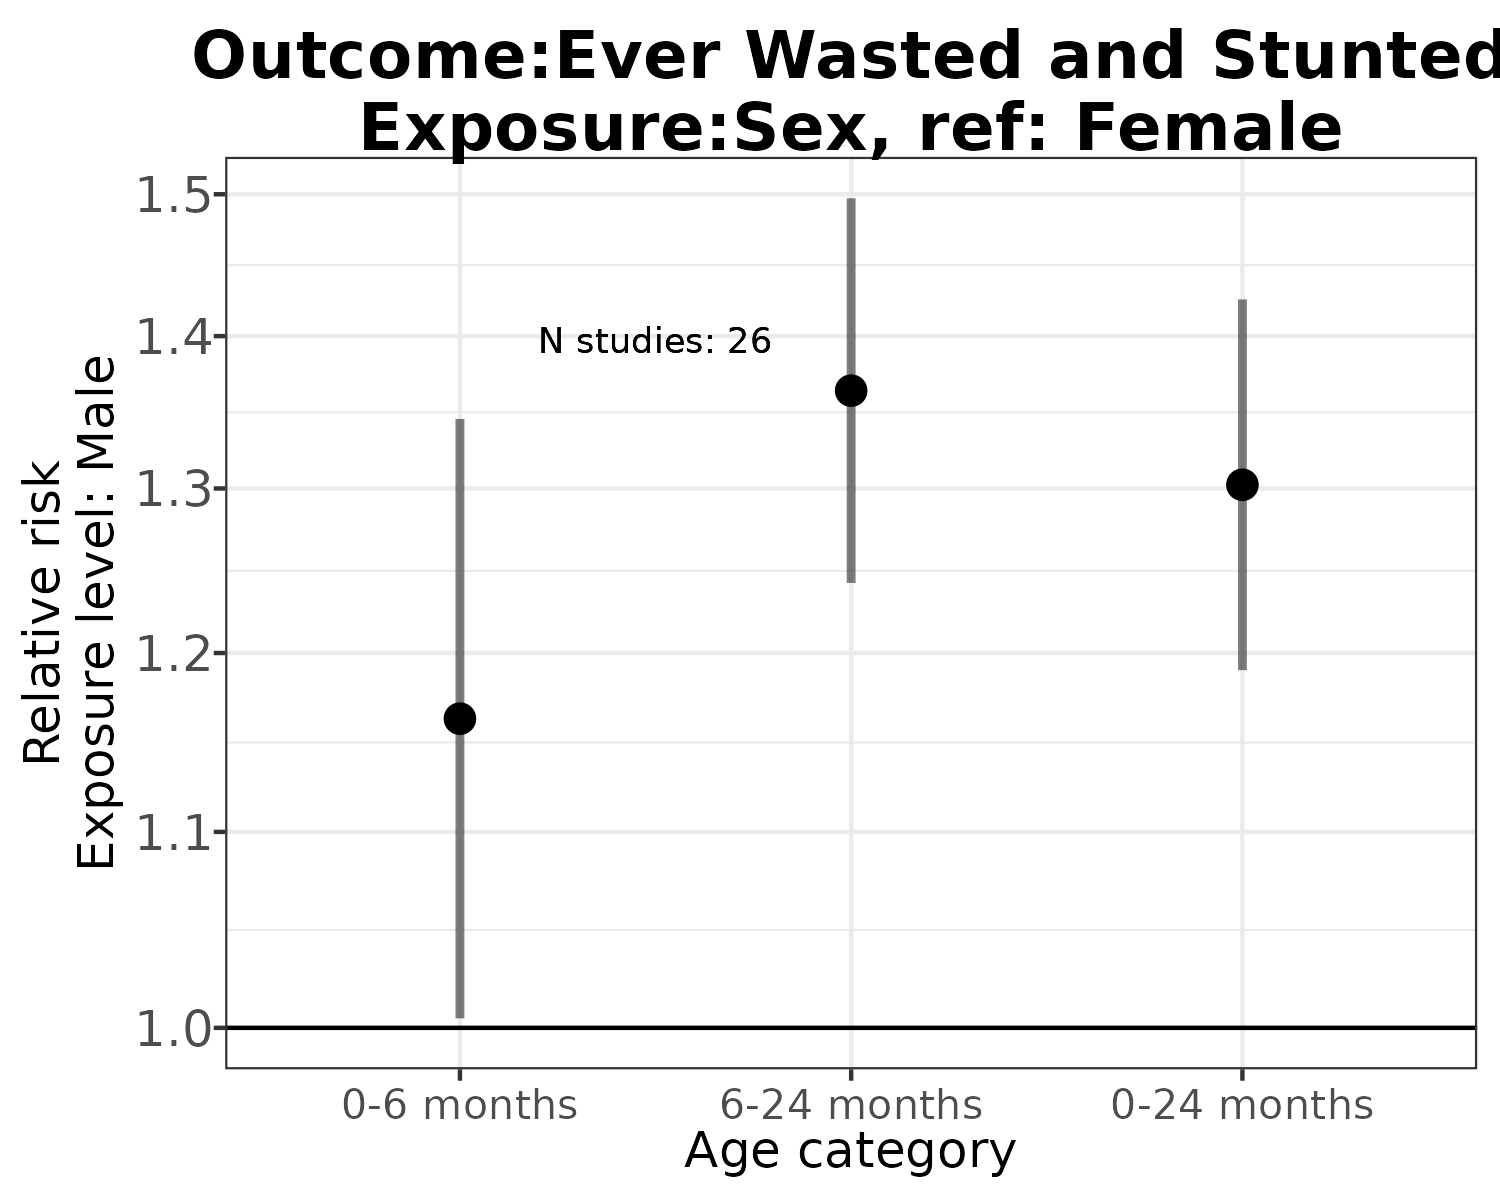 Outcome:Ever Wasted and Stunted
Exposure:Sex, ref: Female
Relative risk
Exposure level: Male
1.5
1.4
1.3
1.2
1.1
1.0
N studies: 26
0-6 months
6-24 months
0-24 months
Age category